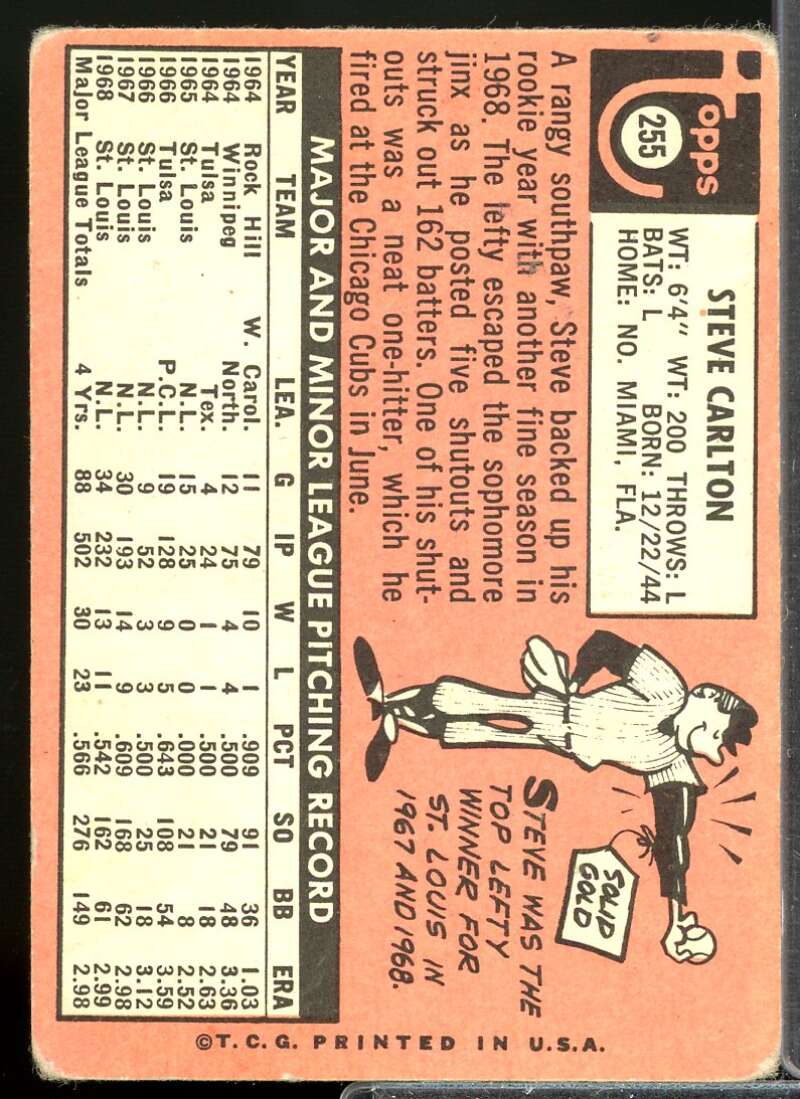 Topps
255
STEVE CARLTON
WT: 6'4" WT: 200 THROWS: L
BATS: L BORN: 12/22/44
HOME: NO. MIAMI, FLA.
A rangy southpaw, Steve backed up his
rookie year with another fine season in
1968. The lefty escaped the sophomore
jinx as he posted five shutouts and
struck out 162 batters. One of his shut-
outs was a neat one-hitter, which he
fired at the Chicago Cubs in June.
SOLID
GOLD
STEVE WAS THE
TOP LEFTY
WINNER FOR
ST. LOUIS IN
1967 AND 1968.
MAJOR AND MINOR LEAGUE PITCHING RECORD
YEAR TEAM LEA. G IP W L PCT SO BB ERA
1964 Rock Hill W. Carol. 11 79 10 1 .909 91 36 1.03
1964 Winnipeg North. 12 75 4 4 .500 79 48 3.36
1964 Tulsa Tex. 4 24 1 1 .500 21 18 2.63
1965 St. Louis N.L. 15 25 0 0 .000 21 8 2.52
1966 Tulsa P.C.L. 19 128 9 5 .643 108 54 3.59
1966 St. Louis N.L. 9 52 3 3 .500 25 18 3.12
1967 St. Louis N.L. 30 193 14 9 .609 168 62 2.98
1968 St. Louis N.L. 34 232 13 11 .542 162 61 2.99
Major League Totals 4 Yrs. 88 502 30 23 .566 276 149 2.98
©T.C.G. PRINTED IN U.S.A.